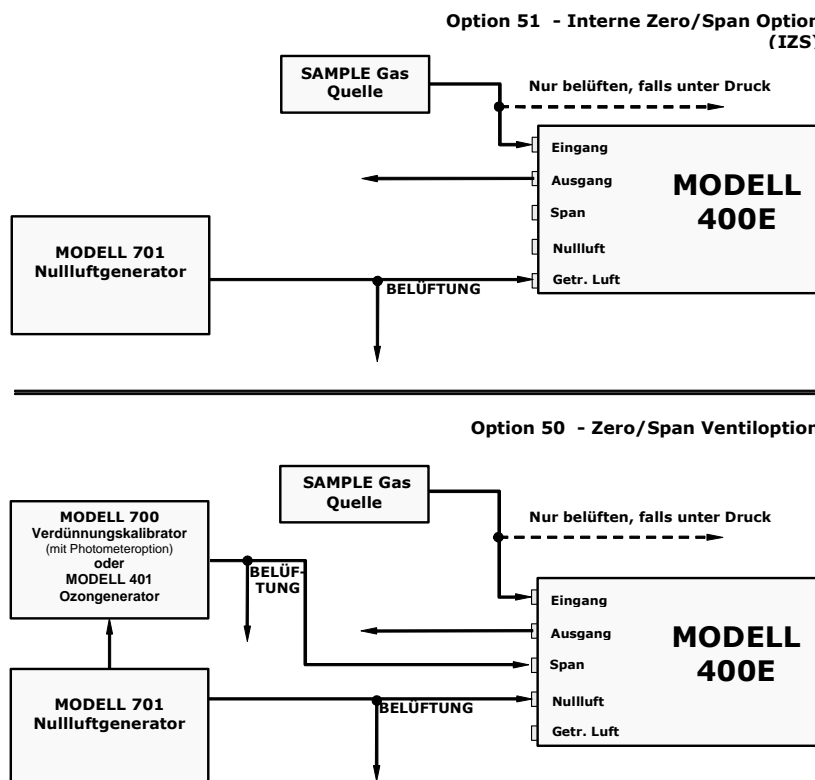 Option 51 - Interne Zero/Span Option
(IZS)
SAMPLE Gas
Quelle
Nur belüften, falls unter Druck
Eingang
Ausgang
Span
Nullluft
Getr. Luft
MODELL
400E
MODELL 701
Nullluftgenerator
BELÜFTUNG
Option 50 - Zero/Span Ventiloption
SAMPLE Gas
Quelle
Nur belüften, falls unter Druck
MODELL 700
Verdünnungskalibrator
(mit Photometeroption)
oder
MODELL 401
Ozongenerator
BELÜF-
TUNG
Eingang
Ausgang
Span
Nullluft
Getr. Luft
MODELL
400E
MODELL 701
Nullluftgenerator
BELÜFTUNG